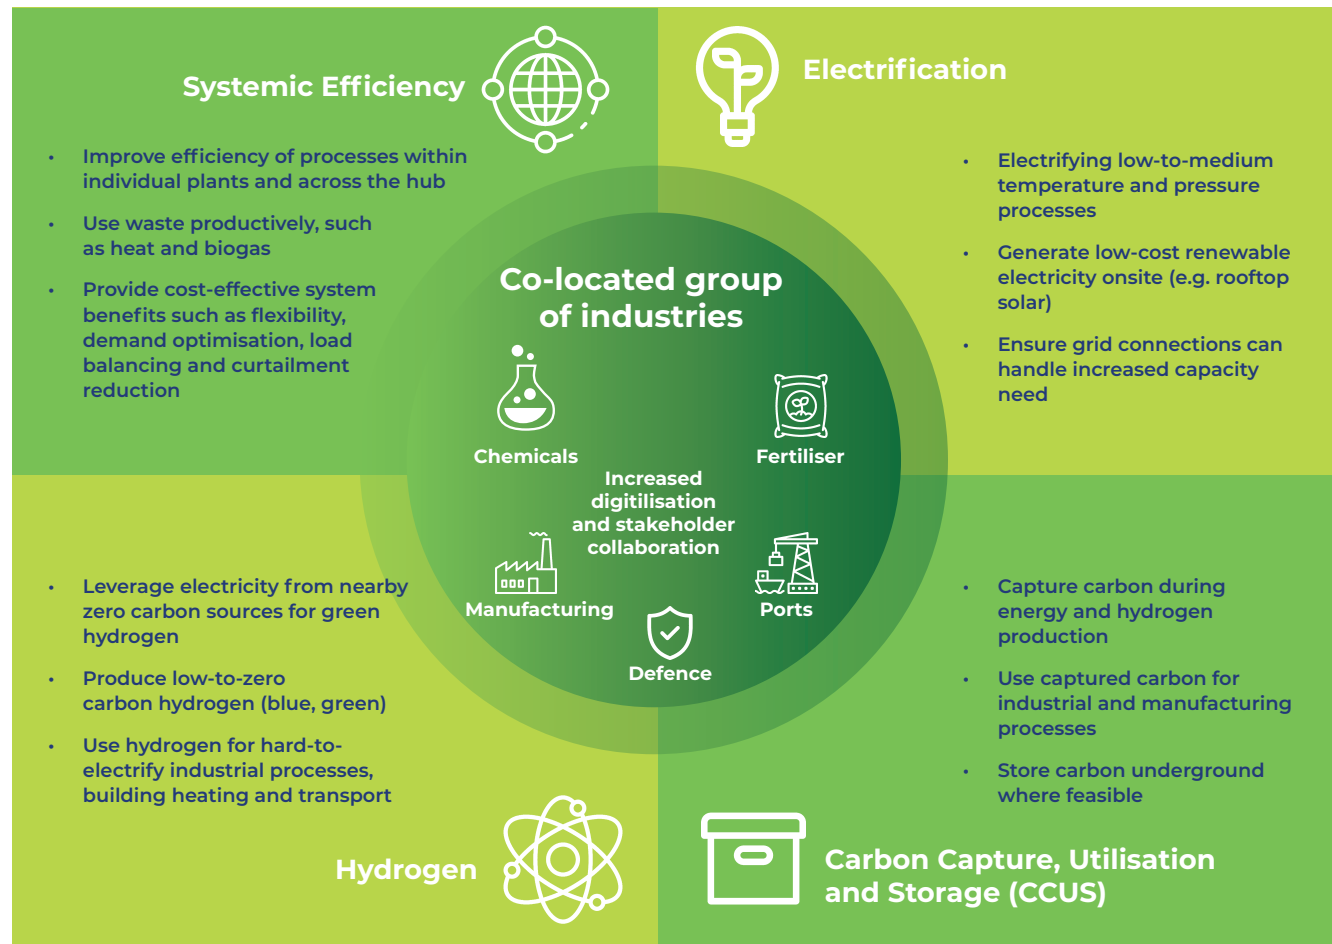 Systemic Efficiency
• Improve efficiency of processes within
individual plants and across the hub
• Use waste productively, such
as heat and biogas
• Provide cost-effective system
benefits such as flexibility,
demand optimisation, load
balancing and curtailment
reduction
Electrification
• Electrifying low-to-medium
temperature and pressure
processes
• Generate low-cost renewable
electricity onsite (e.g. rooftop
solar)
• Ensure grid connections can
handle increased capacity
need
Co-located group
of industries
Chemicals
Fertiliser
Increased
digitilisation
and stakeholder
collaboration
Manufacturing
Ports
Defence
• Leverage electricity from nearby
zero carbon sources for green
hydrogen
• Produce low-to-zero
carbon hydrogen (blue, green)
• Use hydrogen for hard-to-
electrify industrial processes,
building heating and transport
Hydrogen
• Capture carbon during
energy and hydrogen
production
• Use captured carbon for
industrial and manufacturing
processes
• Store carbon underground
where feasible
Carbon Capture, Utilisation
and Storage (CCUS)